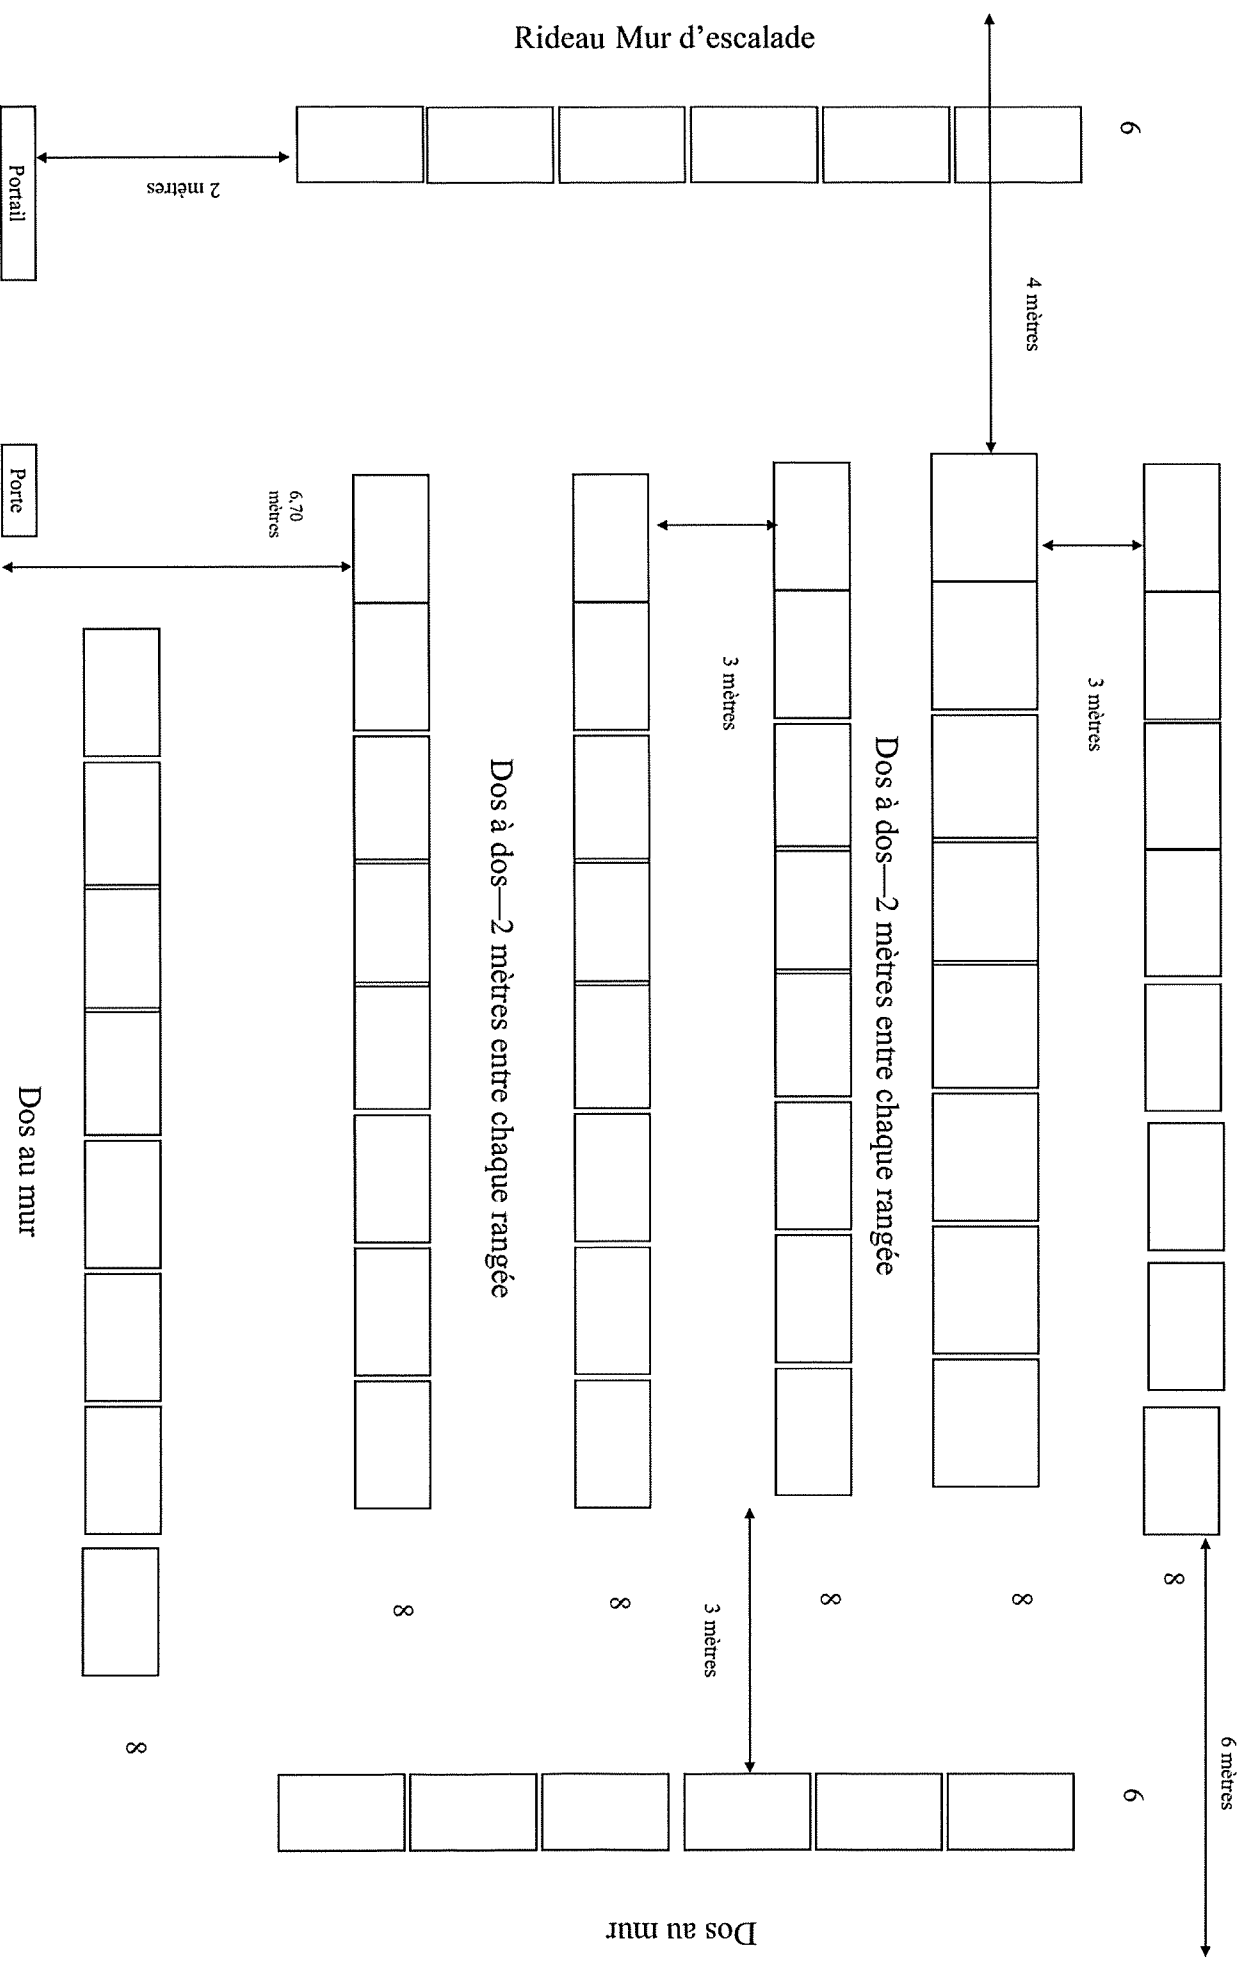 Rideau Mur d'escalade
6
2 mètres
Portail
4 mètres
Porte
6,70
mètres
3 mètres
3 mètres
Dos à dos—2 mètres entre chaque rangée
Dos à dos—2 mètres entre chaque rangée
Dos au mur
8
8
8
8
8
8
3 mètres
6 mètres
6
Dos au mur